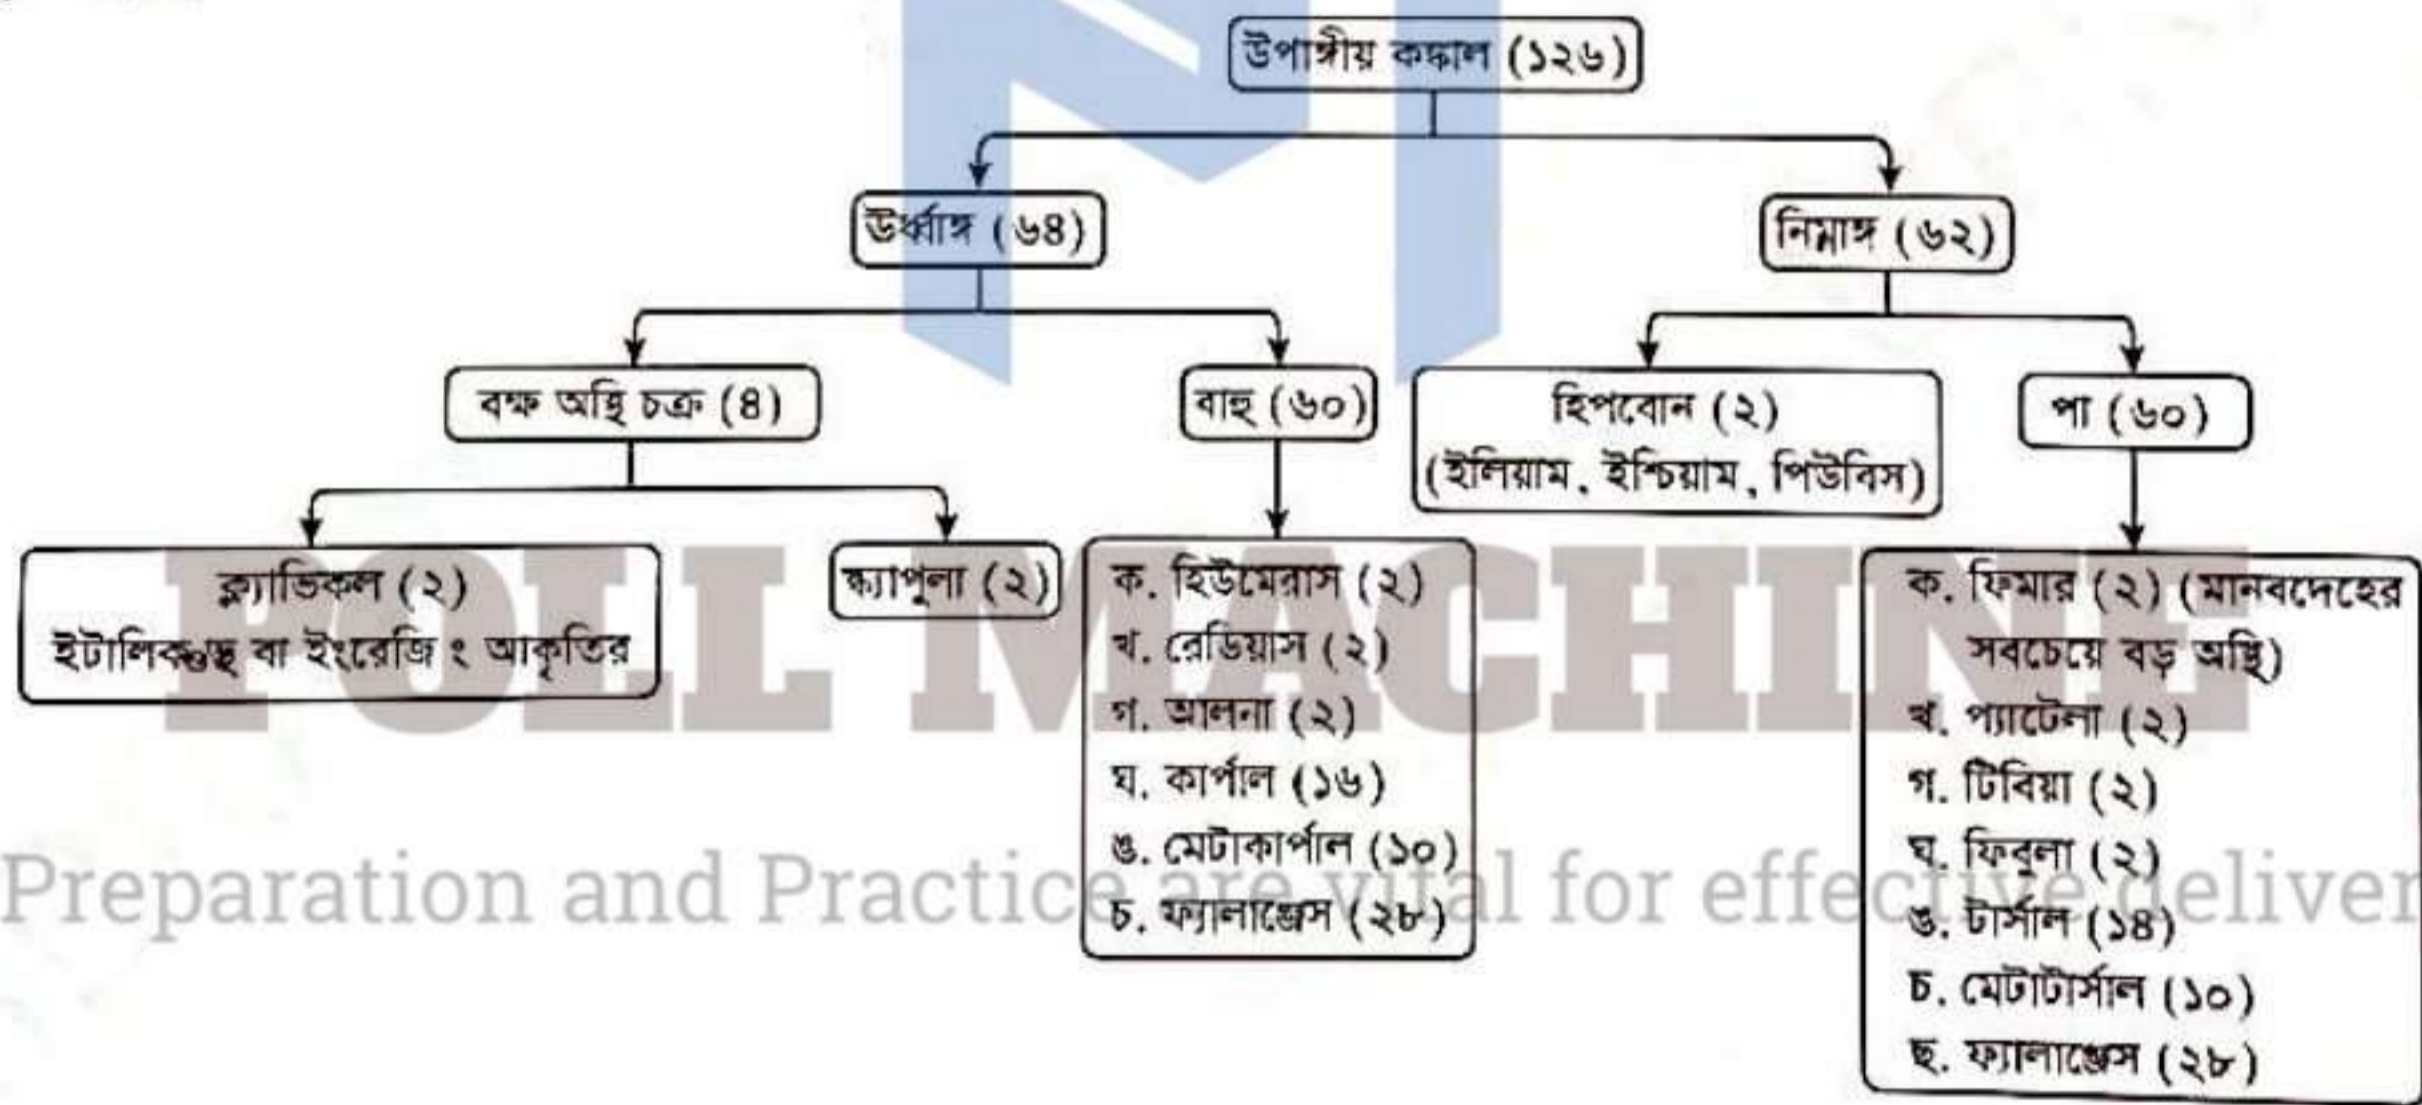 উপাঙ্গীয় কঙ্কাল (১২৬)
ঊর্ধ্বাঙ্গ (৬৪)
নিম্নাঙ্গ (৬২)
বক্ষ অস্থি চক্র (৪)
বাহু (৬০)
হিপবোন (২)
(ইলিয়াম, ইশ্চিয়াম, পিউবিস)
পা (৬০)
ক্ল্যাভিকল (২)
ইটালিক বা ইংরেজি আকৃতির
স্ক্যাপুলা (২)
ক. হিউমেরাস (২)
খ. রেডিয়াস (২)
গ. আলনা (২)
ঘ. কার্পাল (১৬)
ঙ. মেটাকার্পাল (১০)
চ. ফ্যালাঞ্জেস (২৮)
ক. ফিমার (২) (মানবদেহের
সবচেয়ে বড় অস্থি)
খ. প্যাটেলা (২)
গ. টিবিয়া (২)
ঘ. ফিবুলা (২)
ঙ. টার্সাল (১৪)
চ. মেটাটার্সাল (১০)
ছ. ফ্যালাঞ্জেস (২৮)
POLL MACHINE
Preparation and Practice are vital for effective deliver